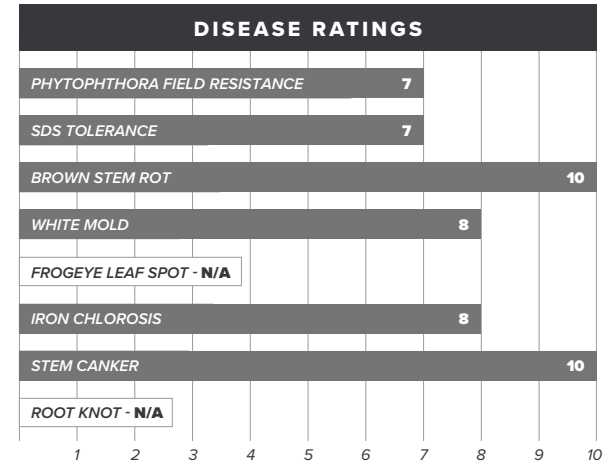 DISEASE RATINGS
PHYTOPHTHORA FIELD RESISTANCE 7
SDS TOLERANCE 7
BROWN STEM ROT 10
WHITE MOLD 8
FROGEYE LEAF SPOT - N/A
IRON CHLOROSIS 8
STEM CANKER 10
ROOT KNOT - N/A
1 2 3 4 5 6 7 8 9 10